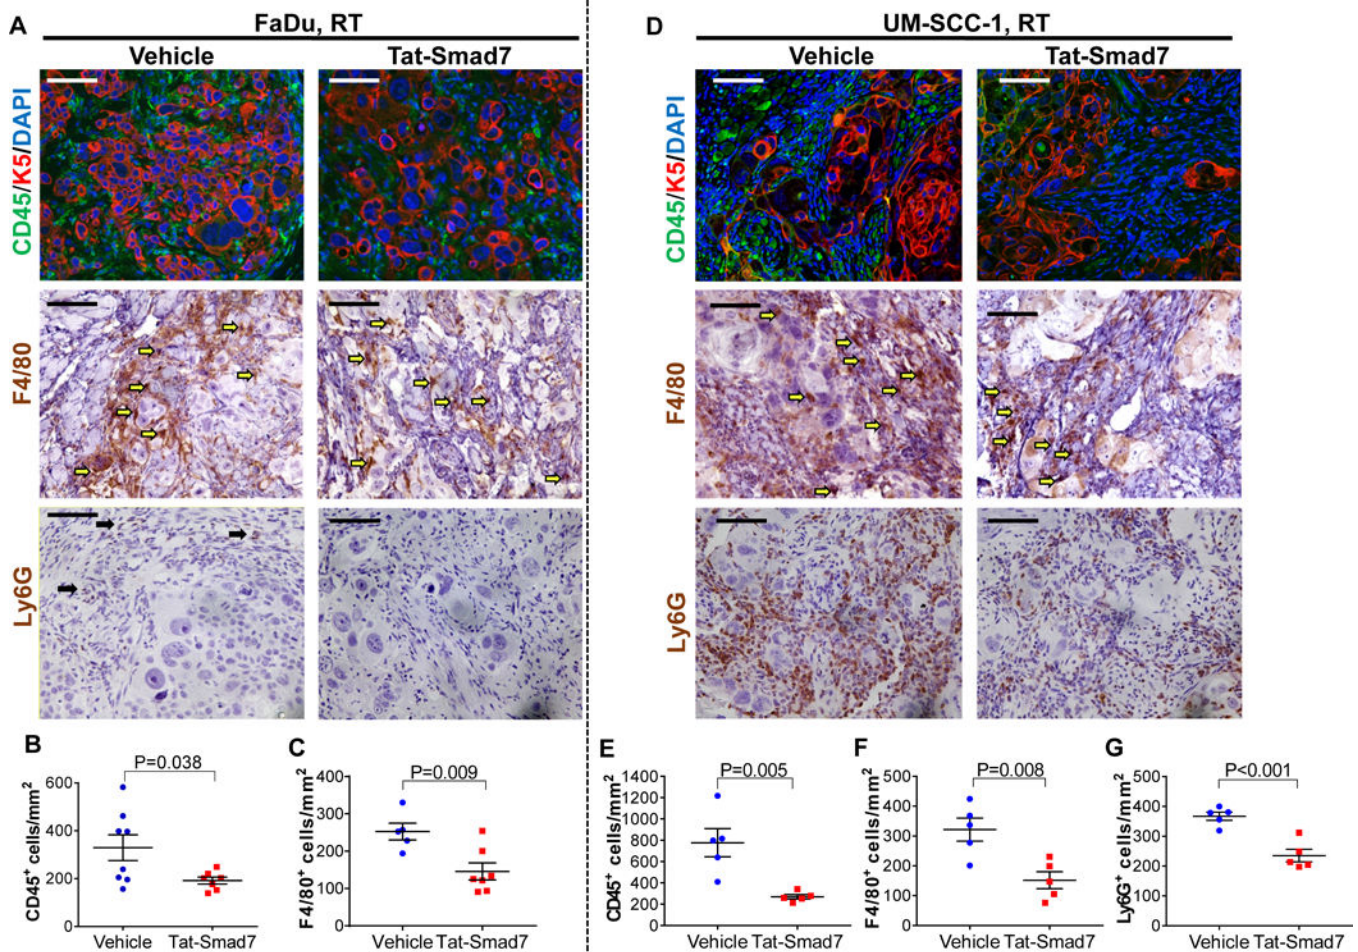 A
FaDu, RT
Vehicle
Tat-Smad7
CD45/K5/DAPI
F4/80
Ly6G
D
UM-SCC-1, RT
Vehicle
Tat-Smad7
CD45/K5/DAPI
F4/80
Ly6G
B
P=0.038
CD45⁺ cells/mm²
600
400
200
0
Vehicle Tat-Smad7
C
P=0.009
F4/80⁺ cells/mm²
400
300
200
100
0
Vehicle Tat-Smad7
E
P=0.005
CD45⁺ cells/mm²
1400
1200
1000
800
600
400
200
0
Vehicle Tat-Smad7
F
P=0.008
F4/80⁺ cells/mm²
500
400
300
200
100
0
Vehicle Tat-Smad7
G
P<0.001
Ly6G⁺ cells/mm²
500
400
300
200
100
0
Vehicle Tat-Smad7